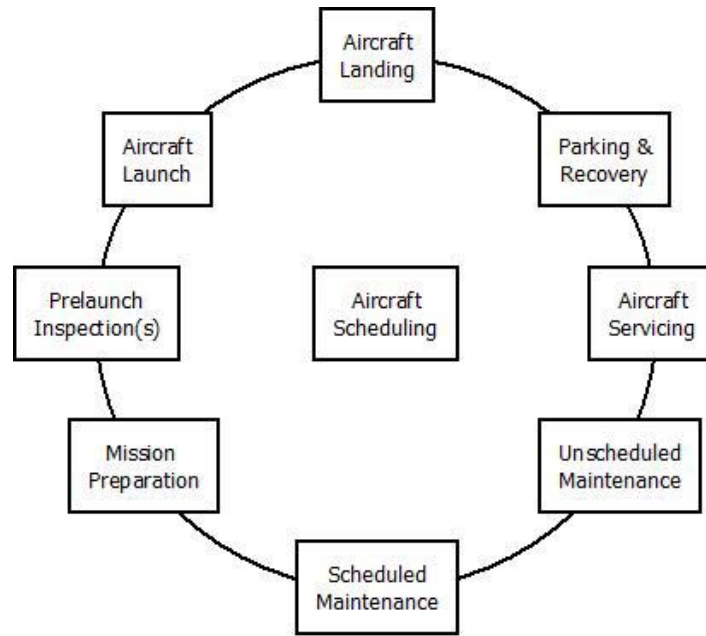 Aircraft
Landing
Parking &
Recovery
Aircraft
Servicing
Unscheduled
Maintenance
Scheduled
Maintenance
Mission
Preparation
Prelaunch
Inspection(s)
Aircraft
Launch
Aircraft
Scheduling